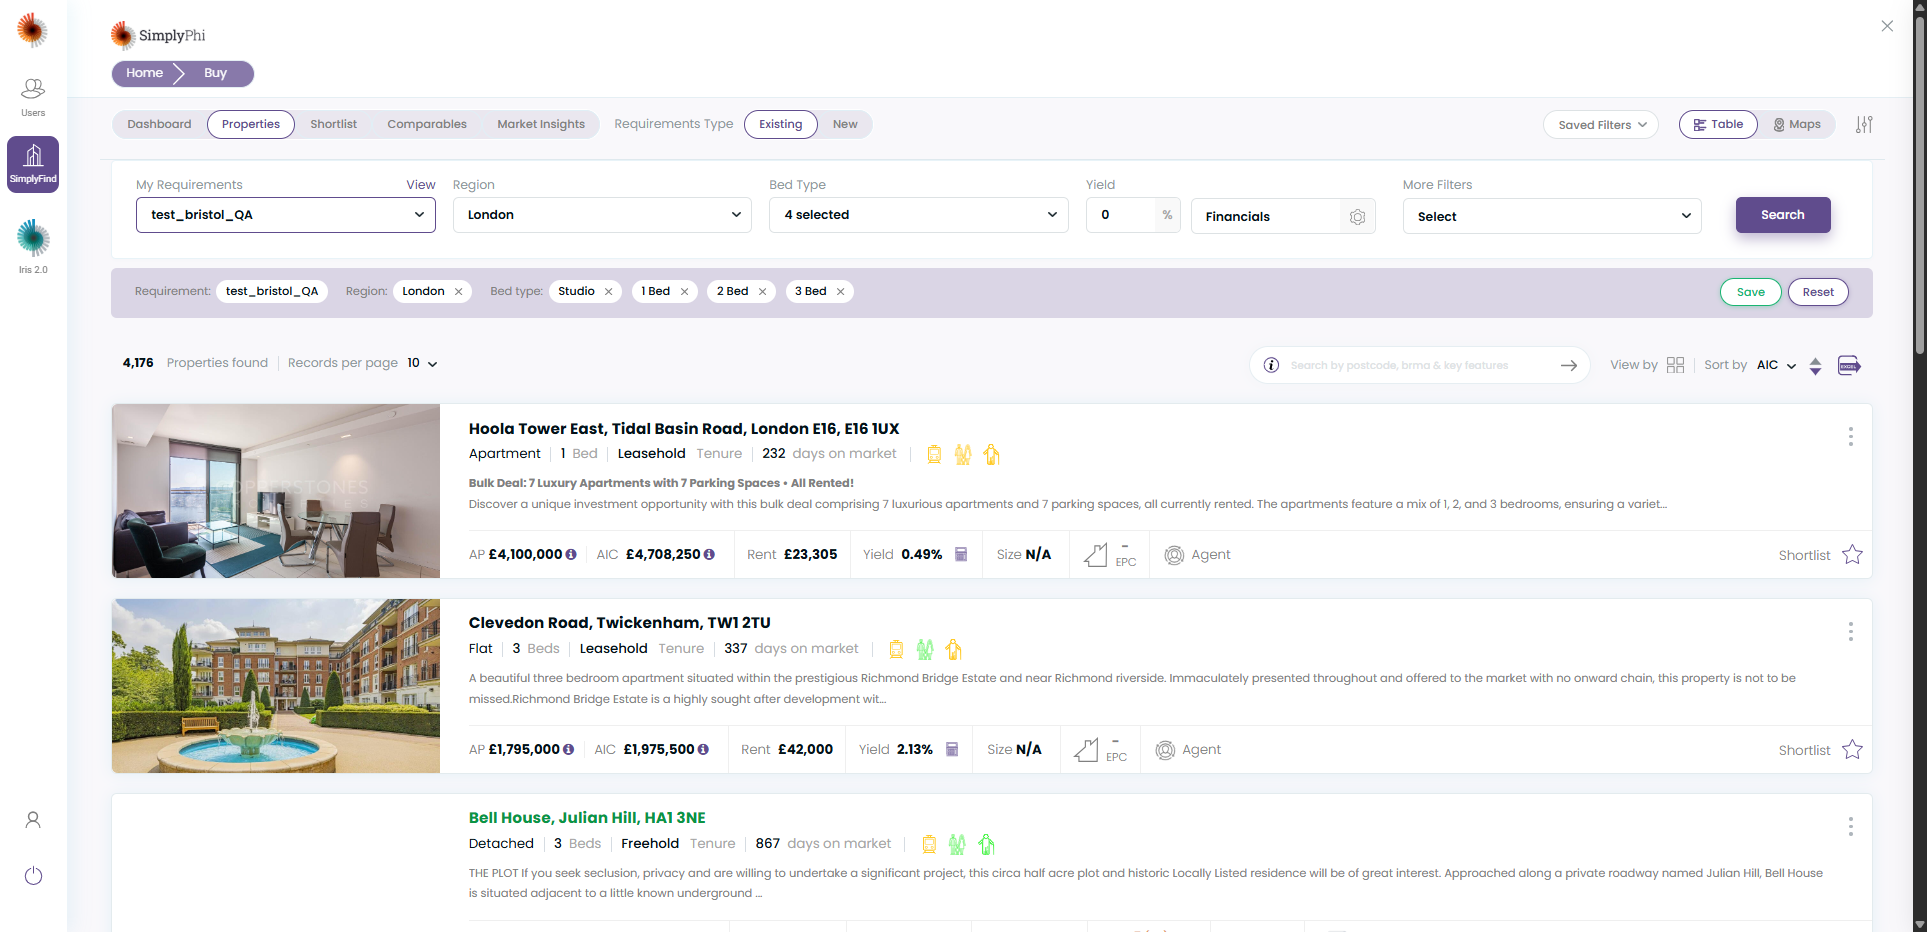 SimplyPhi
Home
Buy
Users
SimplyFind
Iris 2.0
Dashboard
Properties
Shortlist
Comparables
Market Insights
Requirements Type
Existing
New
Saved Filters
Table
Maps
My Requirements
View
Region
Bed Type
Yield
More Filters
test_bristol_QA
London
4 selected
0
%
Financials
Select
Search
Requirement: test_bristol_QA
Region: London
Bed type: Studio
1 Bed
2 Bed
3 Bed
Save
Reset
4,176 Properties found
Records per page 10
Search by postcode, brma & key features
View by
Sort by AIC
EXCEL
Hoola Tower East, Tidal Basin Road, London E16, E16 1UX
Apartment 1 Bed Leasehold Tenure 232 days on market
Bulk Deal: 7 Luxury Apartments with 7 Parking Spaces • All Rented!
Discover a unique investment opportunity with this bulk deal comprising 7 luxurious apartments and 7 parking spaces, all currently rented. The apartments feature a mix of 1, 2, and 3 bedrooms, ensuring a variet...
AP £4,100,000 AIC £4,708,250 Rent £23,305 Yield 0.49% Size N/A - EPC Agent Shortlist
Clevedon Road, Twickenham, TW1 2TU
Flat 3 Beds Leasehold Tenure 337 days on market
A beautiful three bedroom apartment situated within the prestigious Richmond Bridge Estate and near Richmond riverside. Immaculately presented throughout and offered to the market with no onward chain, this property is not to be
missed.Richmond Bridge Estate is a highly sought after development wit...
AP £1,795,000 AIC £1,975,500 Rent £42,000 Yield 2.13% Size N/A - EPC Agent Shortlist
Bell House, Julian Hill, HA1 3NE
Detached 3 Beds Freehold Tenure 867 days on market
THE PLOT If you seek seclusion, privacy and are willing to undertake a significant project, this circa half acre plot and historic Locally Listed residence will be of great interest. Approached along a private roadway named Julian Hill, Bell House
is situated adjacent to a little known underground ...